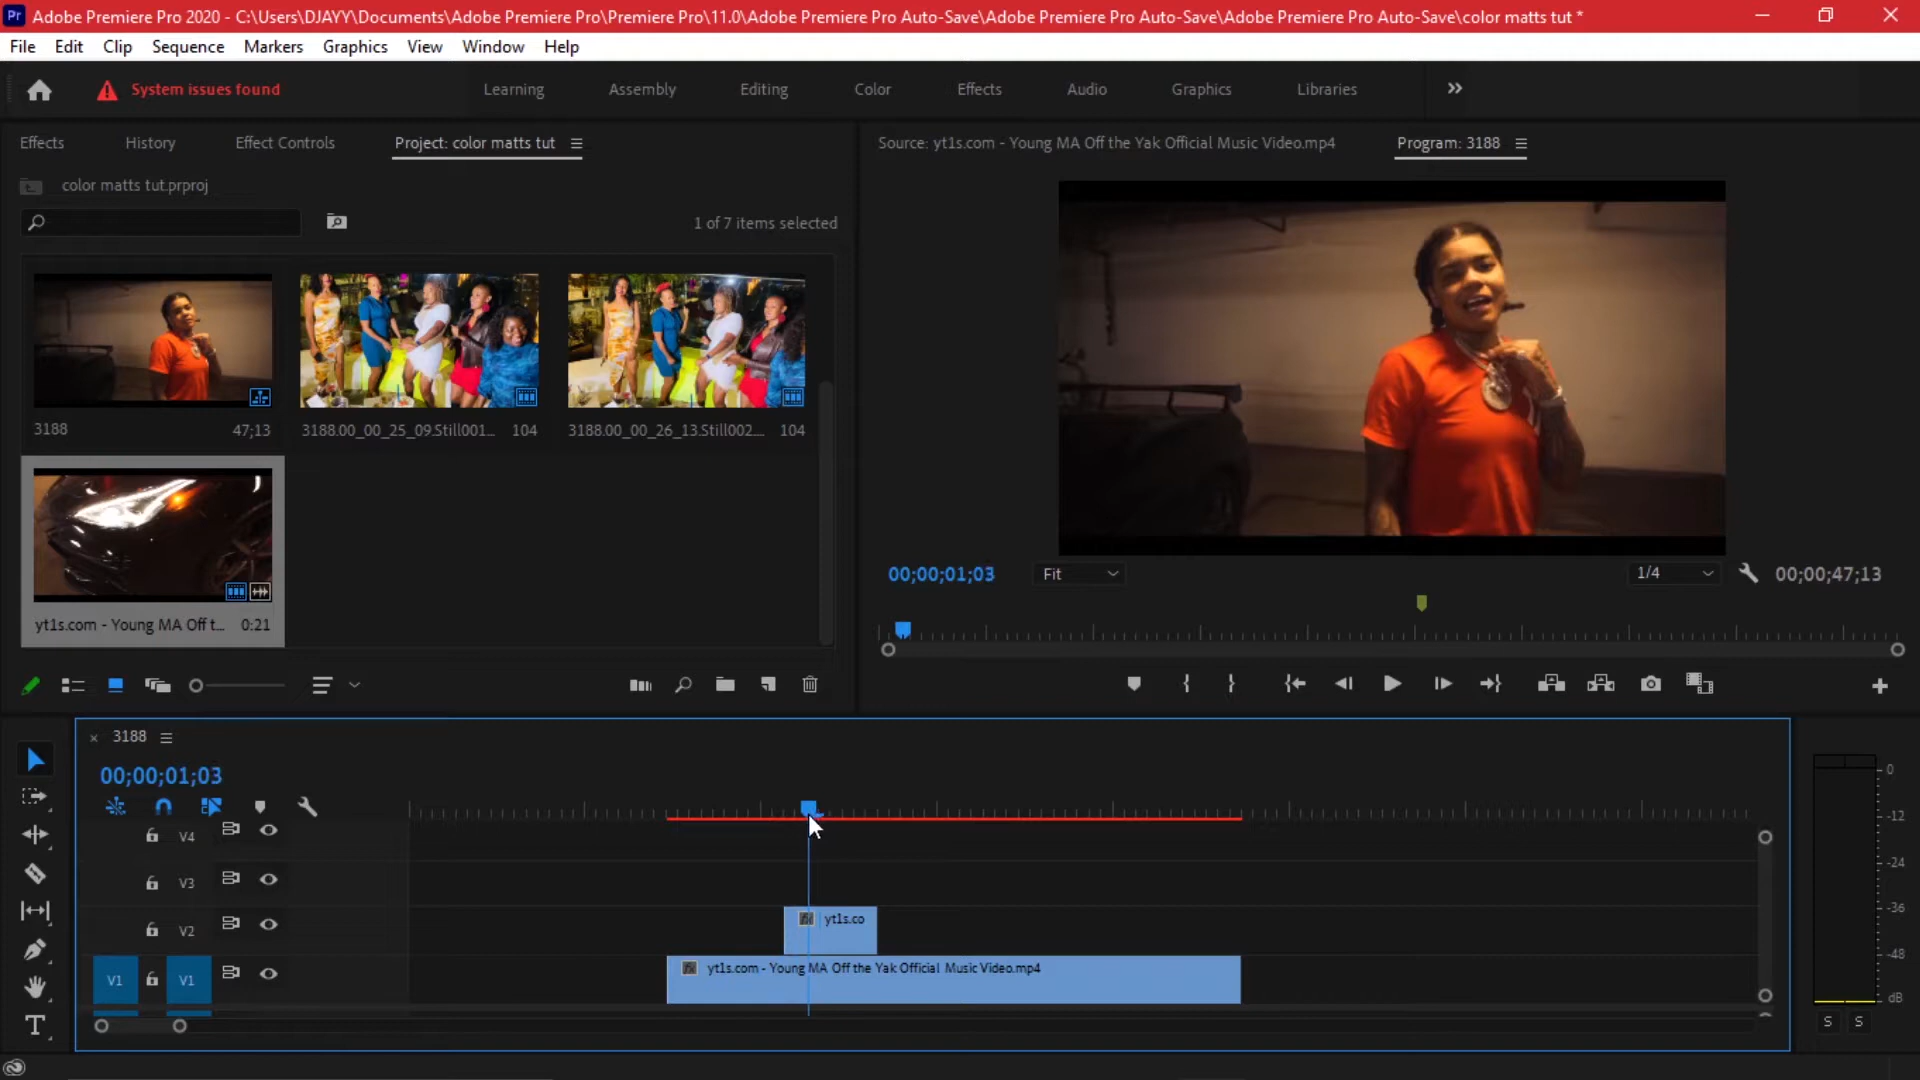 Pr Adobe Premiere Pro 2020 - C:\Users\DJAYY\Documents\Adobe Premiere Pro\Premiere Pro\11.0\Adobe Premiere Pro Auto-Save\Adobe Premiere Pro Auto-Save\Adobe Premiere Pro Auto-Save\color matts tut *
File Edit Clip Sequence Markers Graphics View Window Help
System issues found Learning Assembly Editing Color Effects Audio Graphics Libraries
Effects History Effect Controls Project: color matts tut
Source: yt1s.com - Young MA Off the Yak Official Music Video.mp4 Program: 3188
color matts tut.prproj
1 of 7 items selected
3188 47;13
3188.00_00_25_09.Still001... 104
3188.00_00_26_13.Still002.... 104
yt1s.com - Young MA Off t... 0:21
00;00;01;03 Fit 1/4 00;00;47;13
3188
00;00;01;03
V4
V3
V2 fx yt1s.co
V1 V1 fx yt1s.com - Young MA Off the Yak Official Music Video.mp4
0
-12
-24
-36
-48
dB
S S